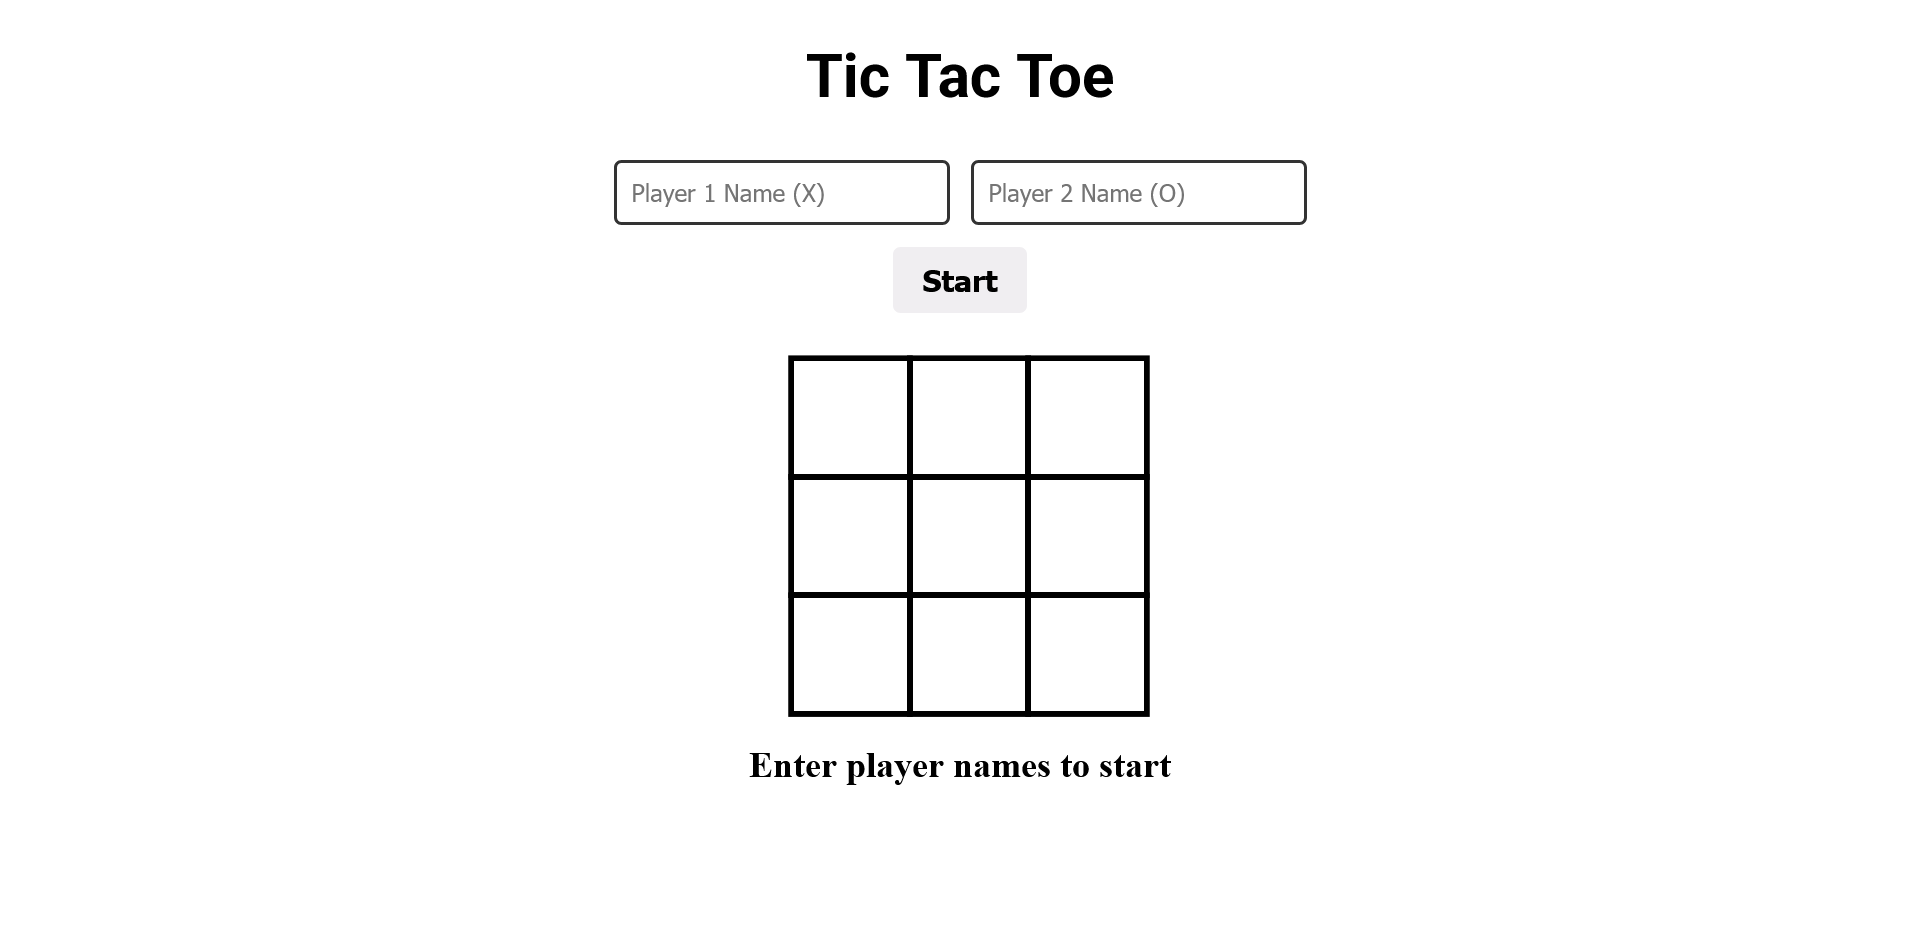 Tic Tac Toe
Player 1 Name (X)
Player 2 Name (O)
Start
Enter player names to start